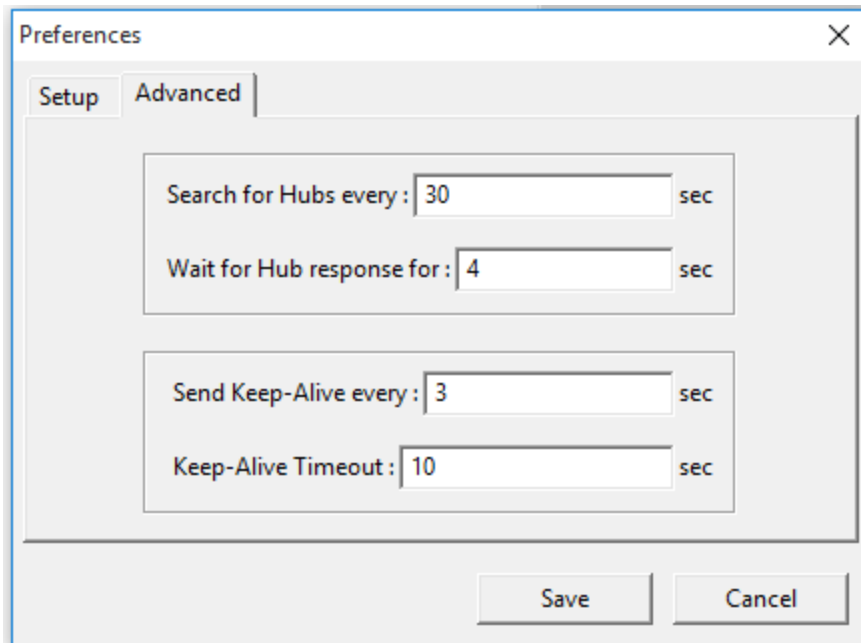 Preferences
Setup Advanced
Search for Hubs every : 30 sec
Wait for Hub response for : 4 sec
Send Keep-Alive every : 3 sec
Keep-Alive Timeout : 10 sec
Save Cancel